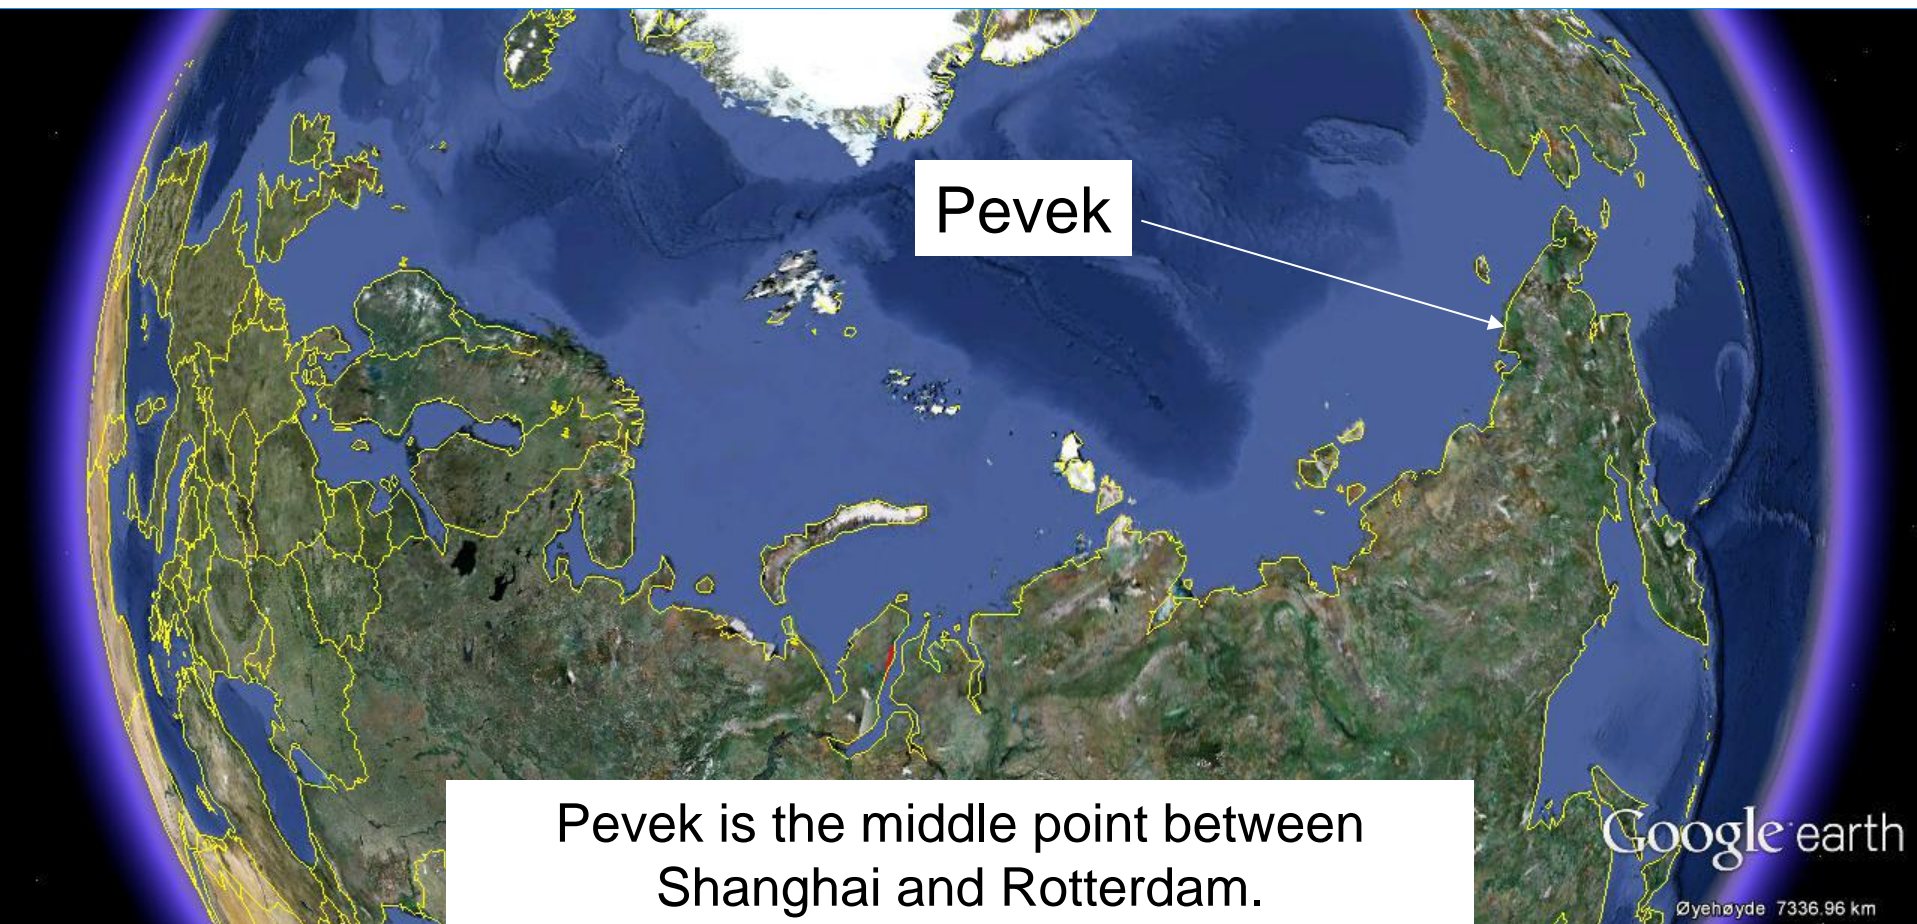 Pevek
Pevek is the middle point between
Shanghai and Rotterdam.
Google earth
Øyehøyde 7336.96 km